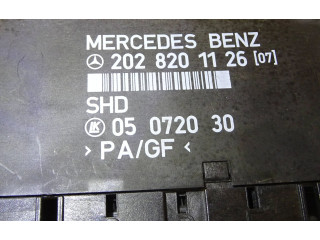 MERCEDES BENZ
202 820 11 26 [07]
SHD
05 0720 30
> PA/GF <